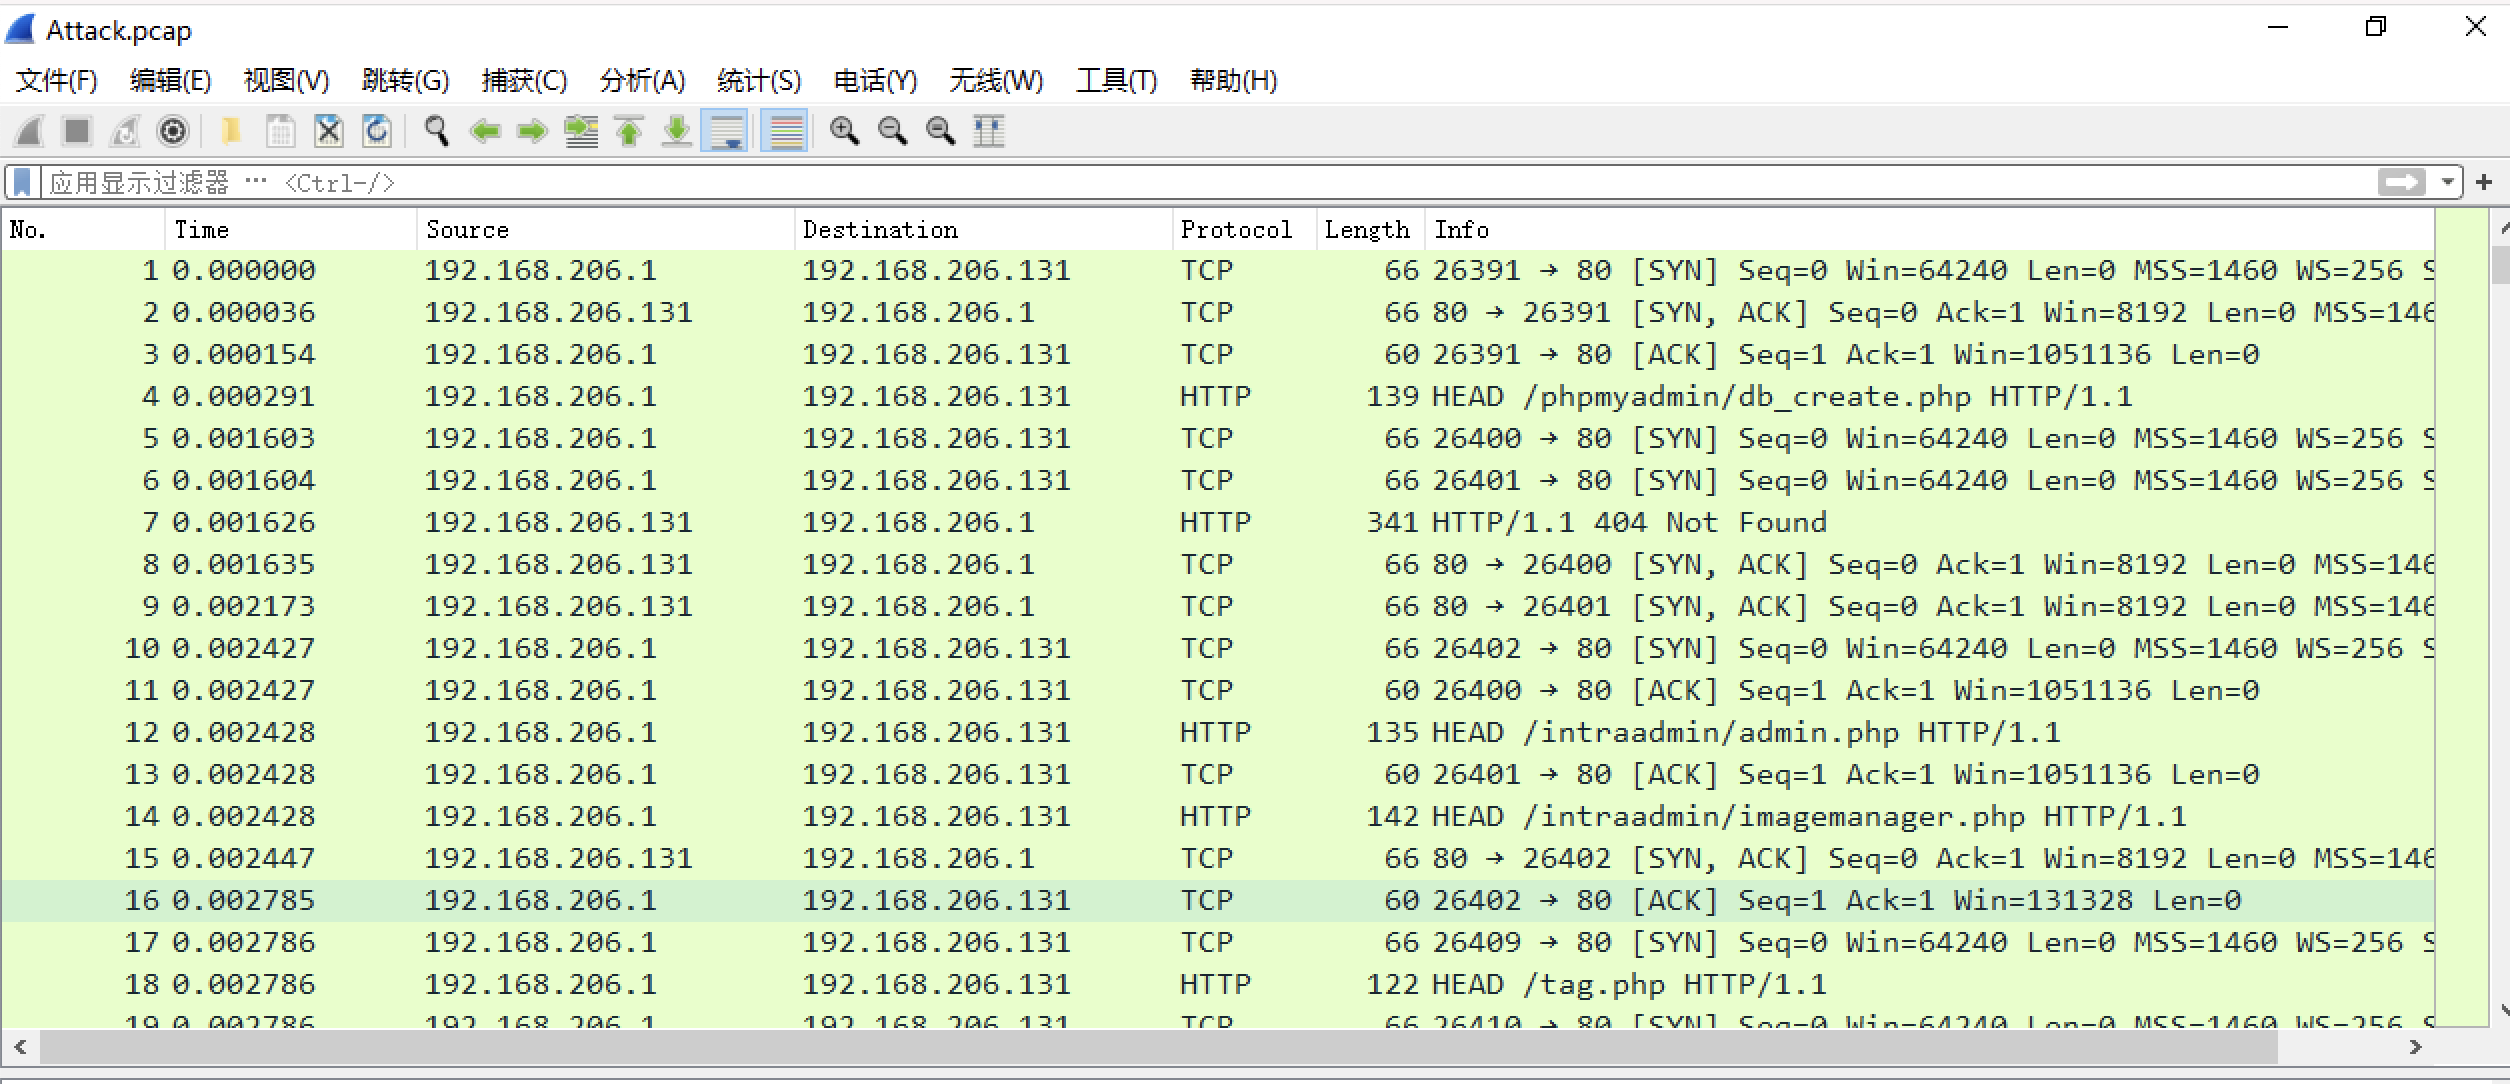 Attack.pcap
文件(F) 编辑(E) 视图(V) 跳转(G) 捕获(C) 分析(A) 统计(S) 电话(Y) 无线(W) 工具(T) 帮助(H)
应用显示过滤器 … <Ctrl-/>
No. Time Source Destination Protocol Length Info
1 0.000000 192.168.206.1 192.168.206.131 TCP 66 26391 → 80 [SYN] Seq=0 Win=64240 Len=0 MSS=1460 WS=256 S
2 0.000036 192.168.206.131 192.168.206.1 TCP 66 80 → 26391 [SYN, ACK] Seq=0 Ack=1 Win=8192 Len=0 MSS=146
3 0.000154 192.168.206.1 192.168.206.131 TCP 60 26391 → 80 [ACK] Seq=1 Ack=1 Win=1051136 Len=0
4 0.000291 192.168.206.1 192.168.206.131 HTTP 139 HEAD /phpmyadmin/db_create.php HTTP/1.1
5 0.001603 192.168.206.1 192.168.206.131 TCP 66 26400 → 80 [SYN] Seq=0 Win=64240 Len=0 MSS=1460 WS=256 S
6 0.001604 192.168.206.1 192.168.206.131 TCP 66 26401 → 80 [SYN] Seq=0 Win=64240 Len=0 MSS=1460 WS=256 S
7 0.001626 192.168.206.131 192.168.206.1 HTTP 341 HTTP/1.1 404 Not Found
8 0.001635 192.168.206.131 192.168.206.1 TCP 66 80 → 26400 [SYN, ACK] Seq=0 Ack=1 Win=8192 Len=0 MSS=146
9 0.002173 192.168.206.131 192.168.206.1 TCP 66 80 → 26401 [SYN, ACK] Seq=0 Ack=1 Win=8192 Len=0 MSS=146
10 0.002427 192.168.206.1 192.168.206.131 TCP 66 26402 → 80 [SYN] Seq=0 Win=64240 Len=0 MSS=1460 WS=256 S
11 0.002427 192.168.206.1 192.168.206.131 TCP 60 26400 → 80 [ACK] Seq=1 Ack=1 Win=1051136 Len=0
12 0.002428 192.168.206.1 192.168.206.131 HTTP 135 HEAD /intraadmin/admin.php HTTP/1.1
13 0.002428 192.168.206.1 192.168.206.131 TCP 60 26401 → 80 [ACK] Seq=1 Ack=1 Win=1051136 Len=0
14 0.002428 192.168.206.1 192.168.206.131 HTTP 142 HEAD /intraadmin/imagemanager.php HTTP/1.1
15 0.002447 192.168.206.131 192.168.206.1 TCP 66 80 → 26402 [SYN, ACK] Seq=0 Ack=1 Win=8192 Len=0 MSS=146
16 0.002785 192.168.206.1 192.168.206.131 TCP 60 26402 → 80 [ACK] Seq=1 Ack=1 Win=131328 Len=0
17 0.002786 192.168.206.1 192.168.206.131 TCP 66 26409 → 80 [SYN] Seq=0 Win=64240 Len=0 MSS=1460 WS=256 S
18 0.002786 192.168.206.1 192.168.206.131 HTTP 122 HEAD /tag.php HTTP/1.1
19 0.002786 192.168.206.1 192.168.206.131 TCP 66 26410 → 80 [SYN] Seq=0 Win=64240 Len=0 MSS=1460 WS=256 S